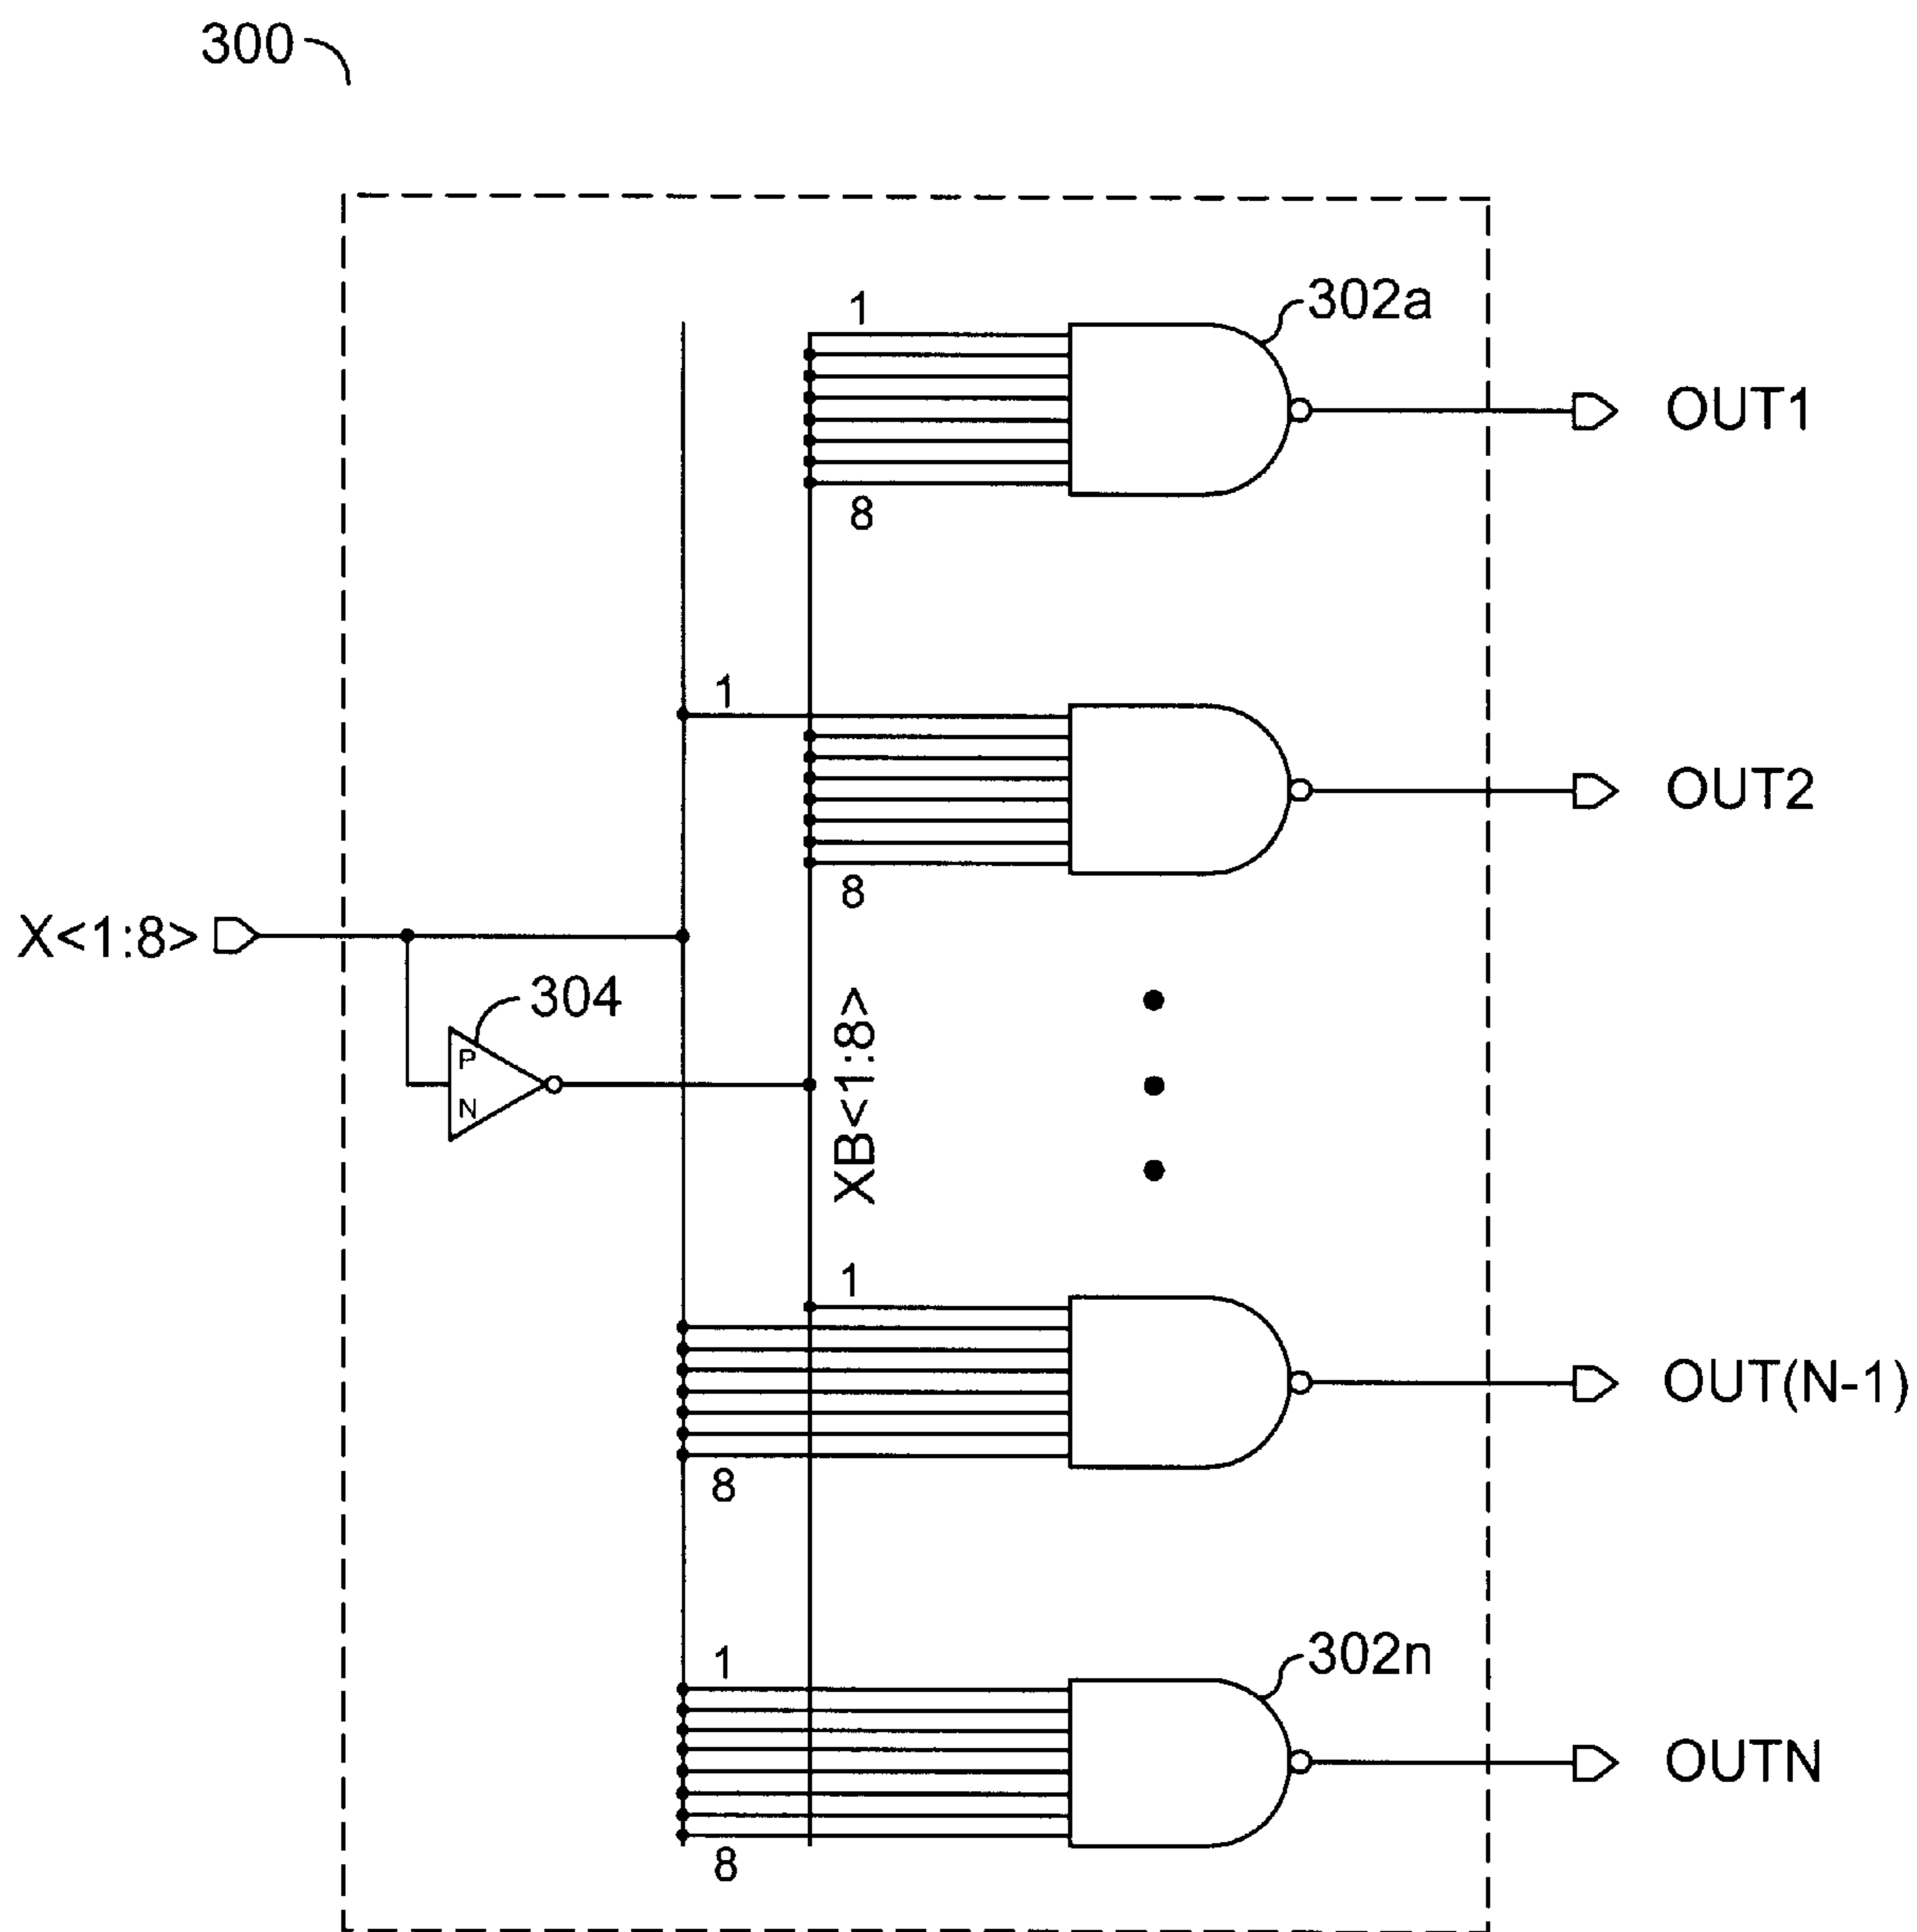 300
1
302a
OUT1
8
1
OUT2
8
X<1:8>
304
P
N
XB<1:8>
1
OUT(N-1)
8
1
302n
OUTN
8